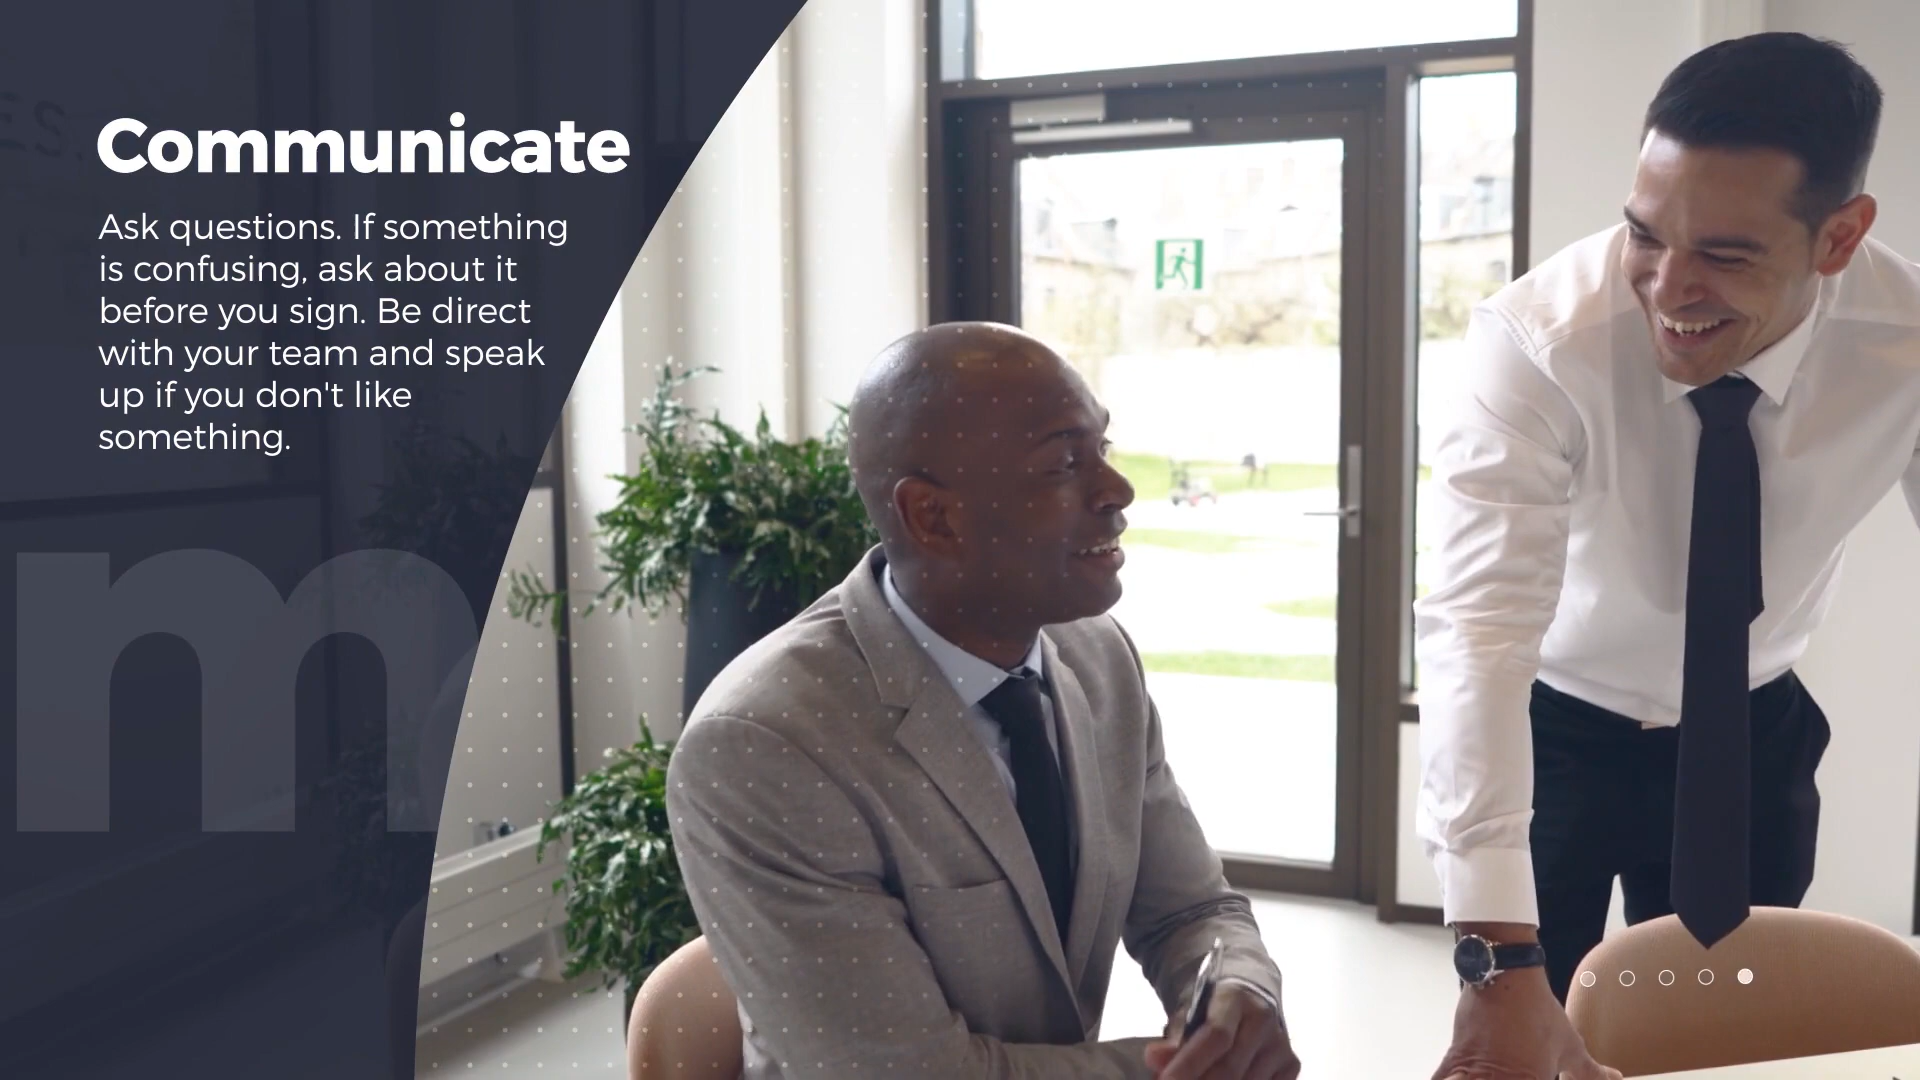 Communicate
Ask questions. If something
is confusing, ask about it
before you sign. Be direct
with your team and speak
up if you don't like
something.
m
ES.